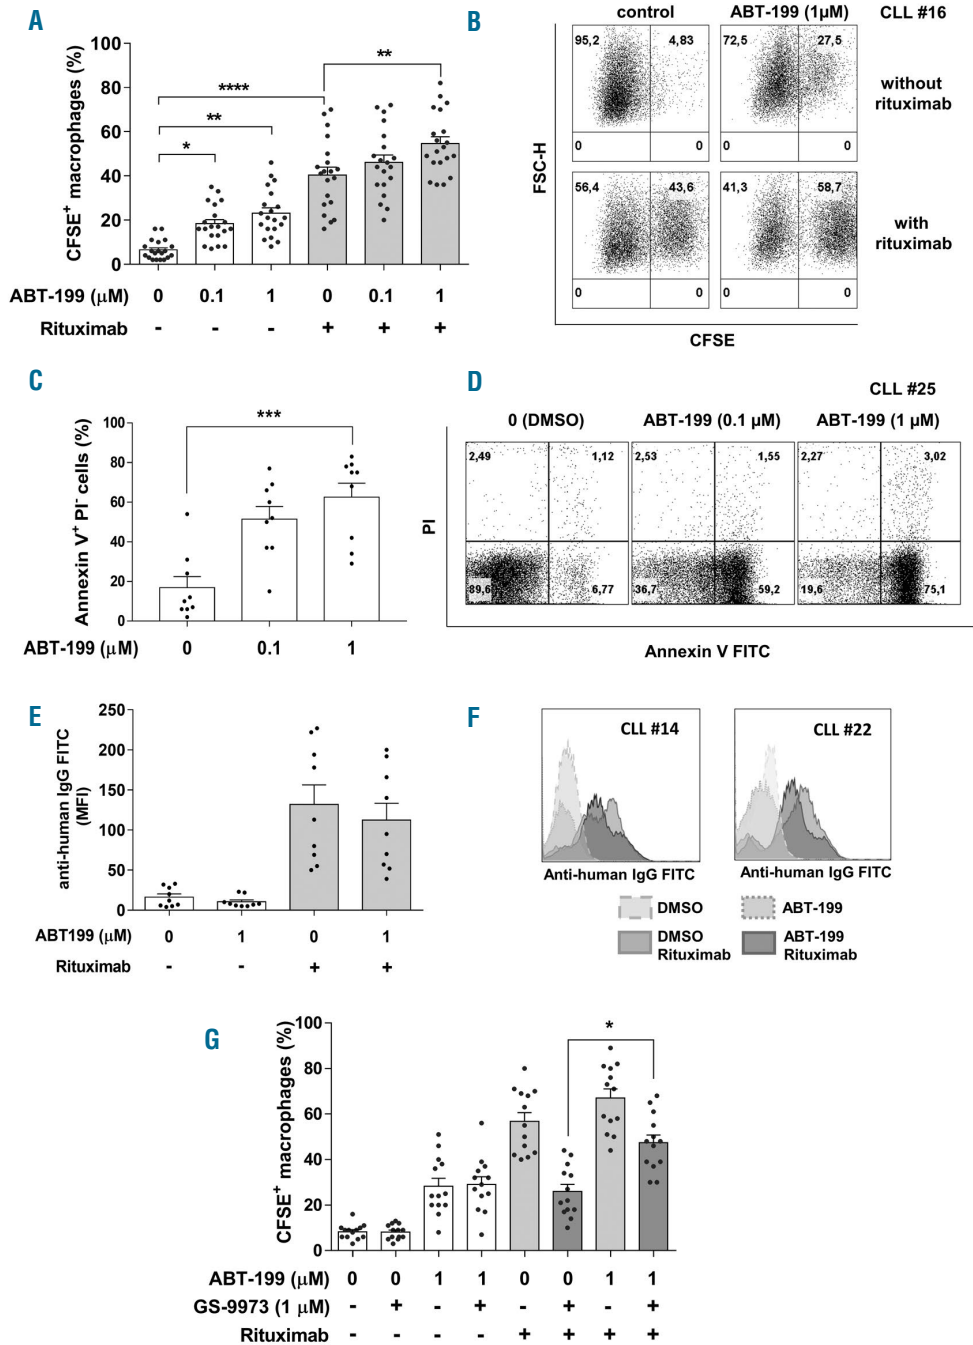 A
CFSE+ macrophages (%)
100
80
60
40
20
0
****
**
**
*
ABT-199 (μM) 0 0.1 1 0 0.1 1
Rituximab - - - + + +
B
control ABT-199 (1μM) CLL #16
95,2 4,83 72,5 27,5
0 0 0 0
without
rituximab
56,4 43,6 41,3 58,7
0 0 0 0
with
rituximab
FSC-H
CFSE
C
Annexin V+ PI- cells (%)
100
80
60
40
20
0
***
ABT-199 (μM) 0 0.1 1
D
CLL #25
0 (DMSO) ABT-199 (0.1 μM) ABT-199 (1 μM)
2,49 1,12 2,53 1,55 2,27 3,02
89,6 6,77 36,7 59,2 19,6 75,1
PI
Annexin V FITC
E
anti-human IgG FITC
(MFI)
250
200
150
100
50
0
ABT199 (μM) 0 1 0 1
Rituximab - - + +
F
CLL #14 CLL #22
Anti-human IgG FITC Anti-human IgG FITC
DMSO ABT-199
DMSO
Rituximab
ABT-199
Rituximab
G
CFSE+ macrophages (%)
100
80
60
40
20
0
*
ABT-199 (μM) 0 0 1 1 0 0 1 1
GS-9973 (1 μM) - + - + - + - +
Rituximab - - - - + + + +